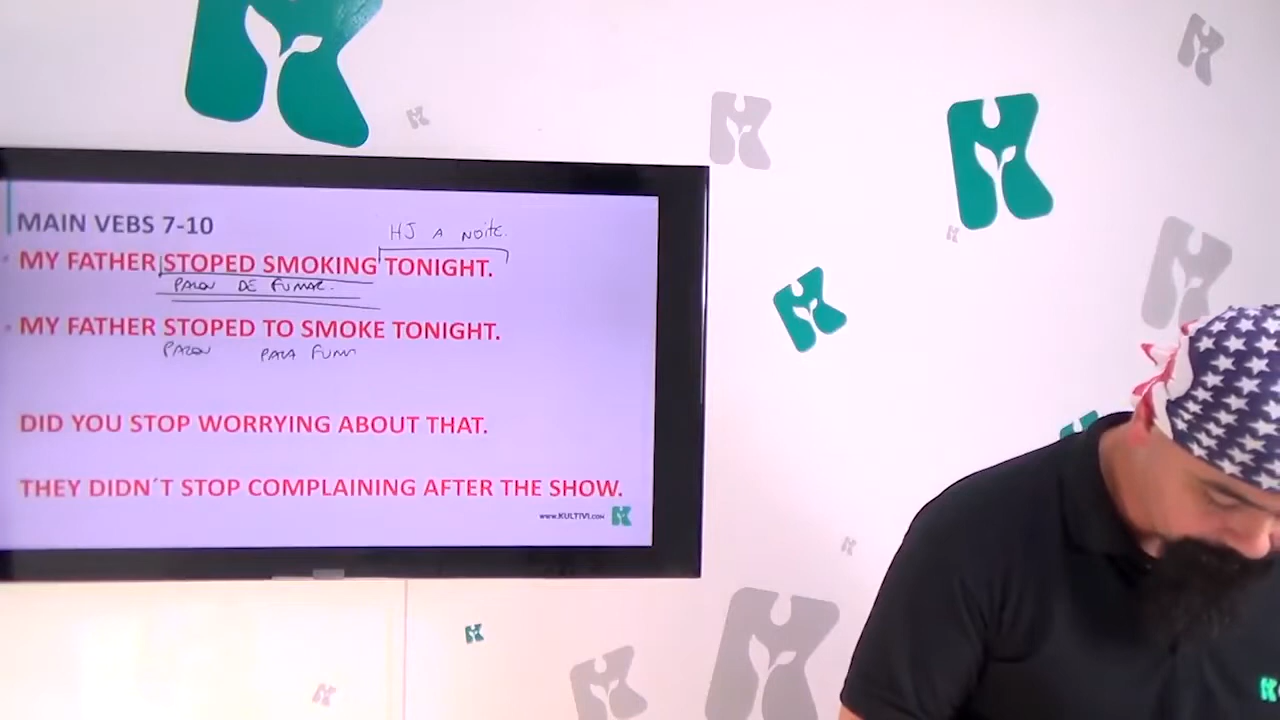 MAIN VEBS 7-10
HJ A NOITE.
MY FATHER STOPED SMOKING TONIGHT.
PAROU DE FUMAR.
MY FATHER STOPED TO SMOKE TONIGHT.
PAROU PARA FUMAR
DID YOU STOP WORRYING ABOUT THAT.
THEY DIDN´T STOP COMPLAINING AFTER THE SHOW.
www.KULTIVI.COM